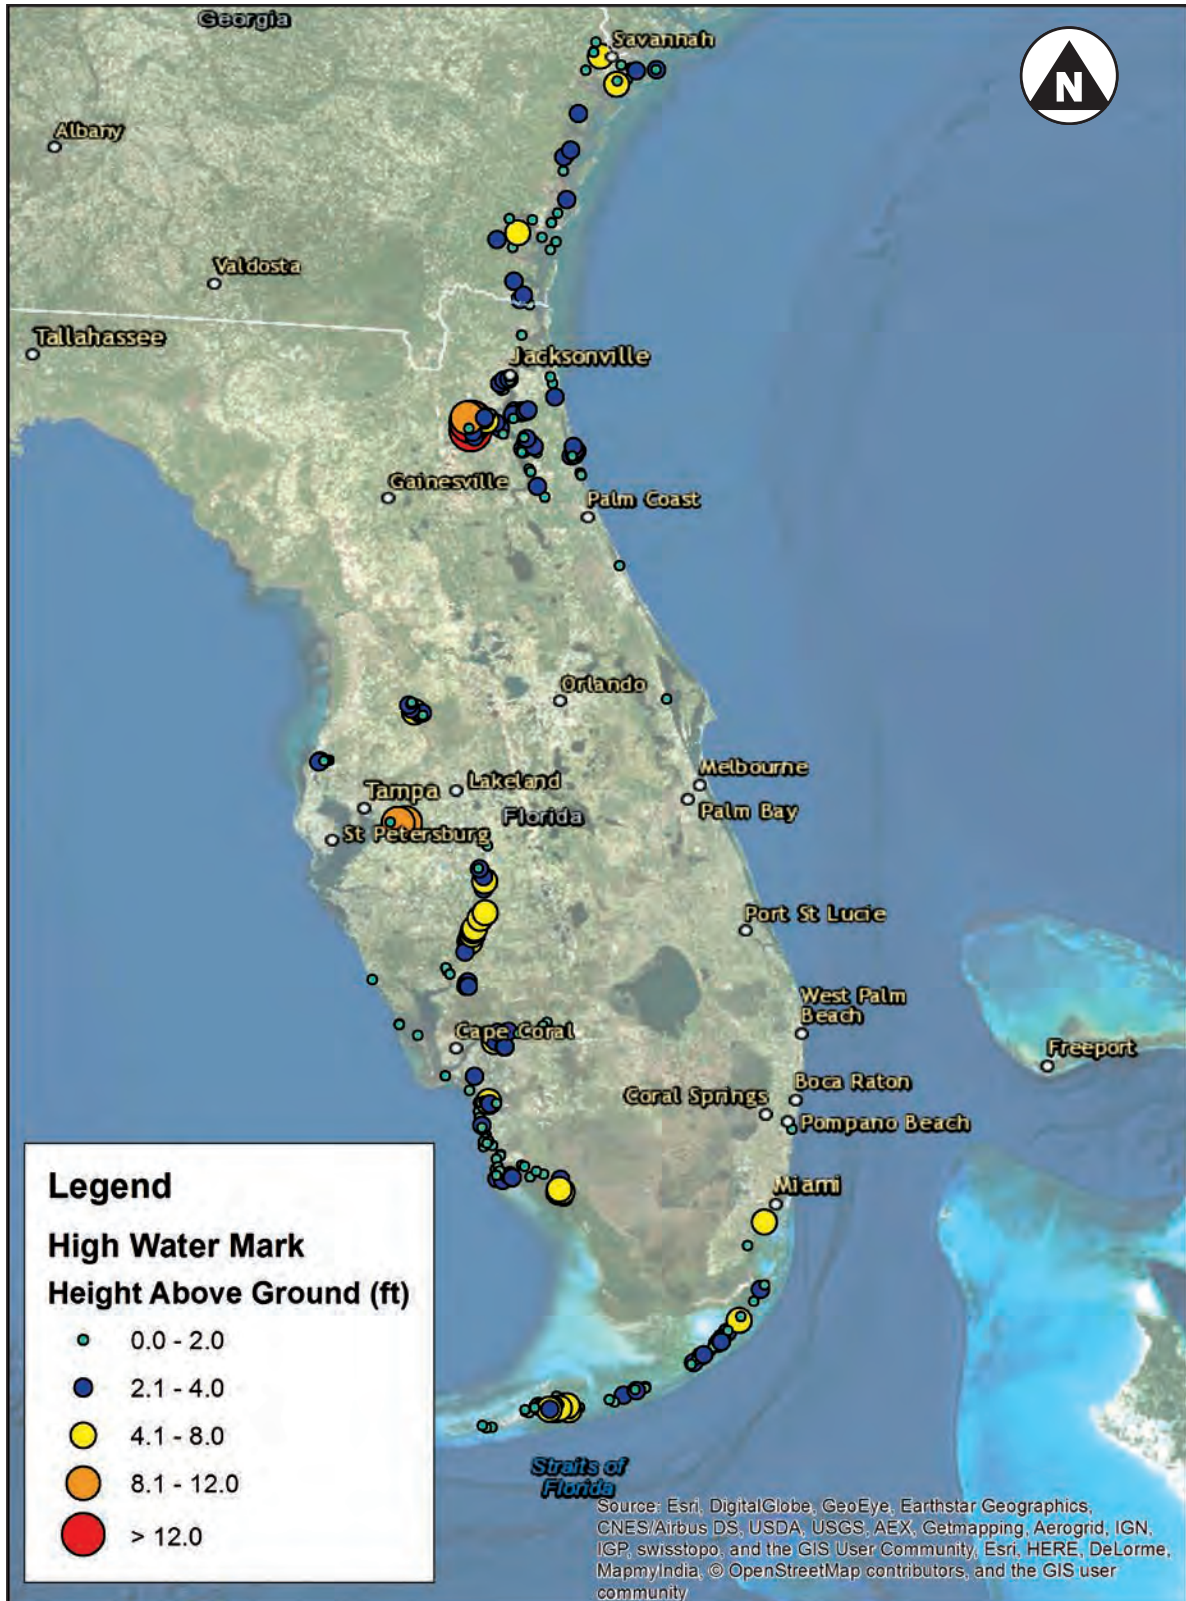 Georgia
Savannah
N
Albany
Valdosta
Tallahassee
Jacksonville
Gainesville
Palm Coast
Orlando
Melbourne
Lakeland
Tampa
Palm Bay
Florida
St Petersburg
Port St Lucie
West Palm
Beach
Cape Coral
Freeport
Boca Raton
Coral Springs
Pompano Beach
Miami
Legend
High Water Mark
Height Above Ground (ft)
0.0 - 2.0
2.1 - 4.0
4.1 - 8.0
8.1 - 12.0
> 12.0
Straits of
Florida
Source: Esri, DigitalGlobe, GeoEye, Earthstar Geographics,
CNES/Airbus DS, USDA, USGS, AEX, Getmapping, Aerogrid, IGN,
IGP, swisstopo, and the GIS User Community, Esri, HERE, DeLorme,
MapmyIndia, © OpenStreetMap contributors, and the GIS user
community